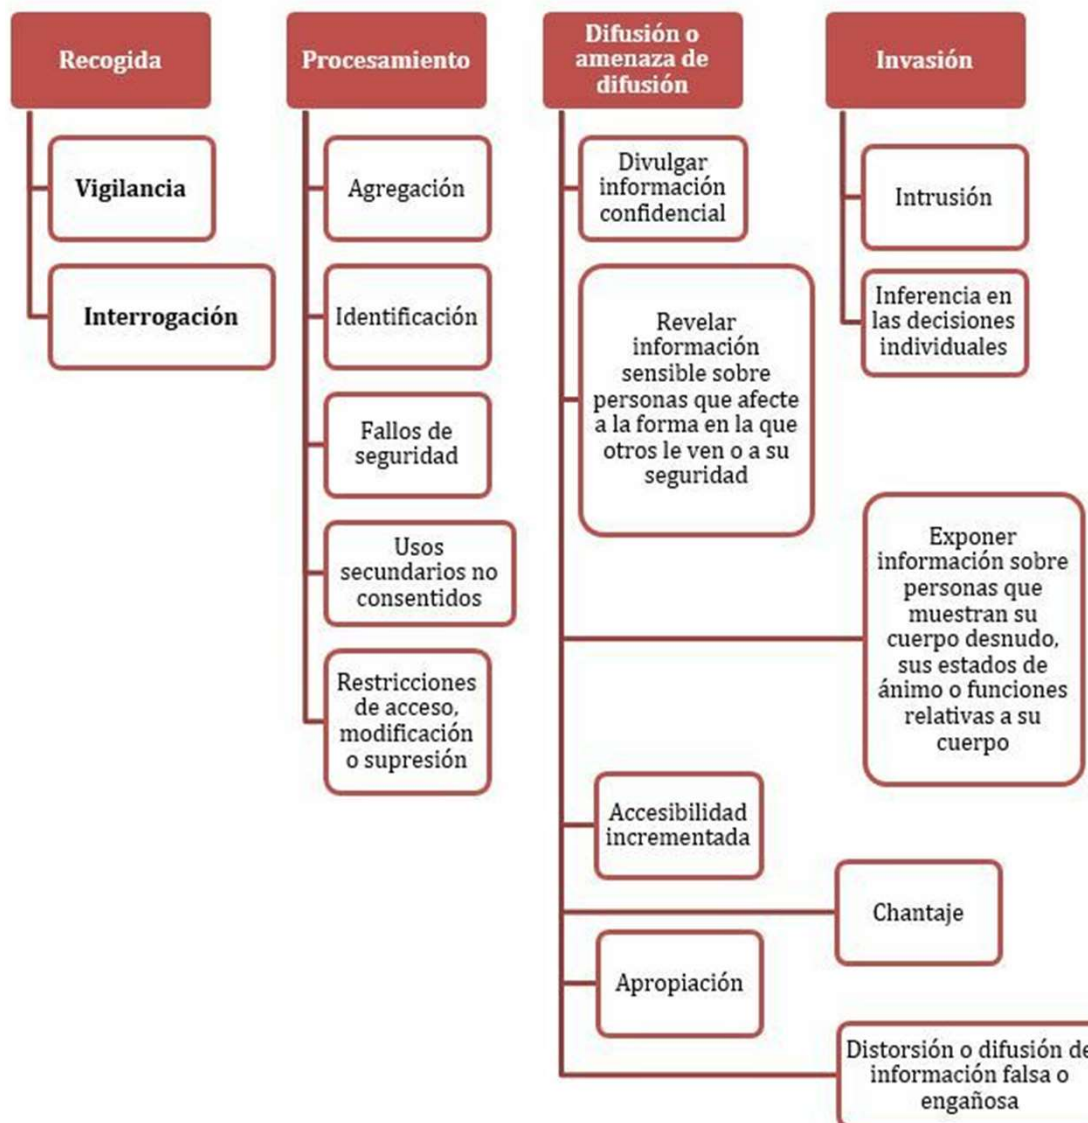 Recogida
Vigilancia
Interrogación
Procesamiento
Agregación
Identificación
Fallos de
seguridad
Usos
secundarios no
consentidos
Restricciones
de acceso,
modificación
o supresión
Difusión o
amenaza de
difusión
Divulgar
información
confidencial
Revelar
información
sensible sobre
personas que afecte
a la forma en la que
otros le ven o a su
seguridad
Exponer
información sobre
personas que
muestran su
cuerpo desnudo,
sus estados de
ánimo o funciones
relativas a su
cuerpo
Accesibilidad
incrementada
Chantaje
Apropiación
Distorsión o difusión de
información falsa o
engañosa
Invasión
Intrusión
Inferencia en
las decisiones
individuales